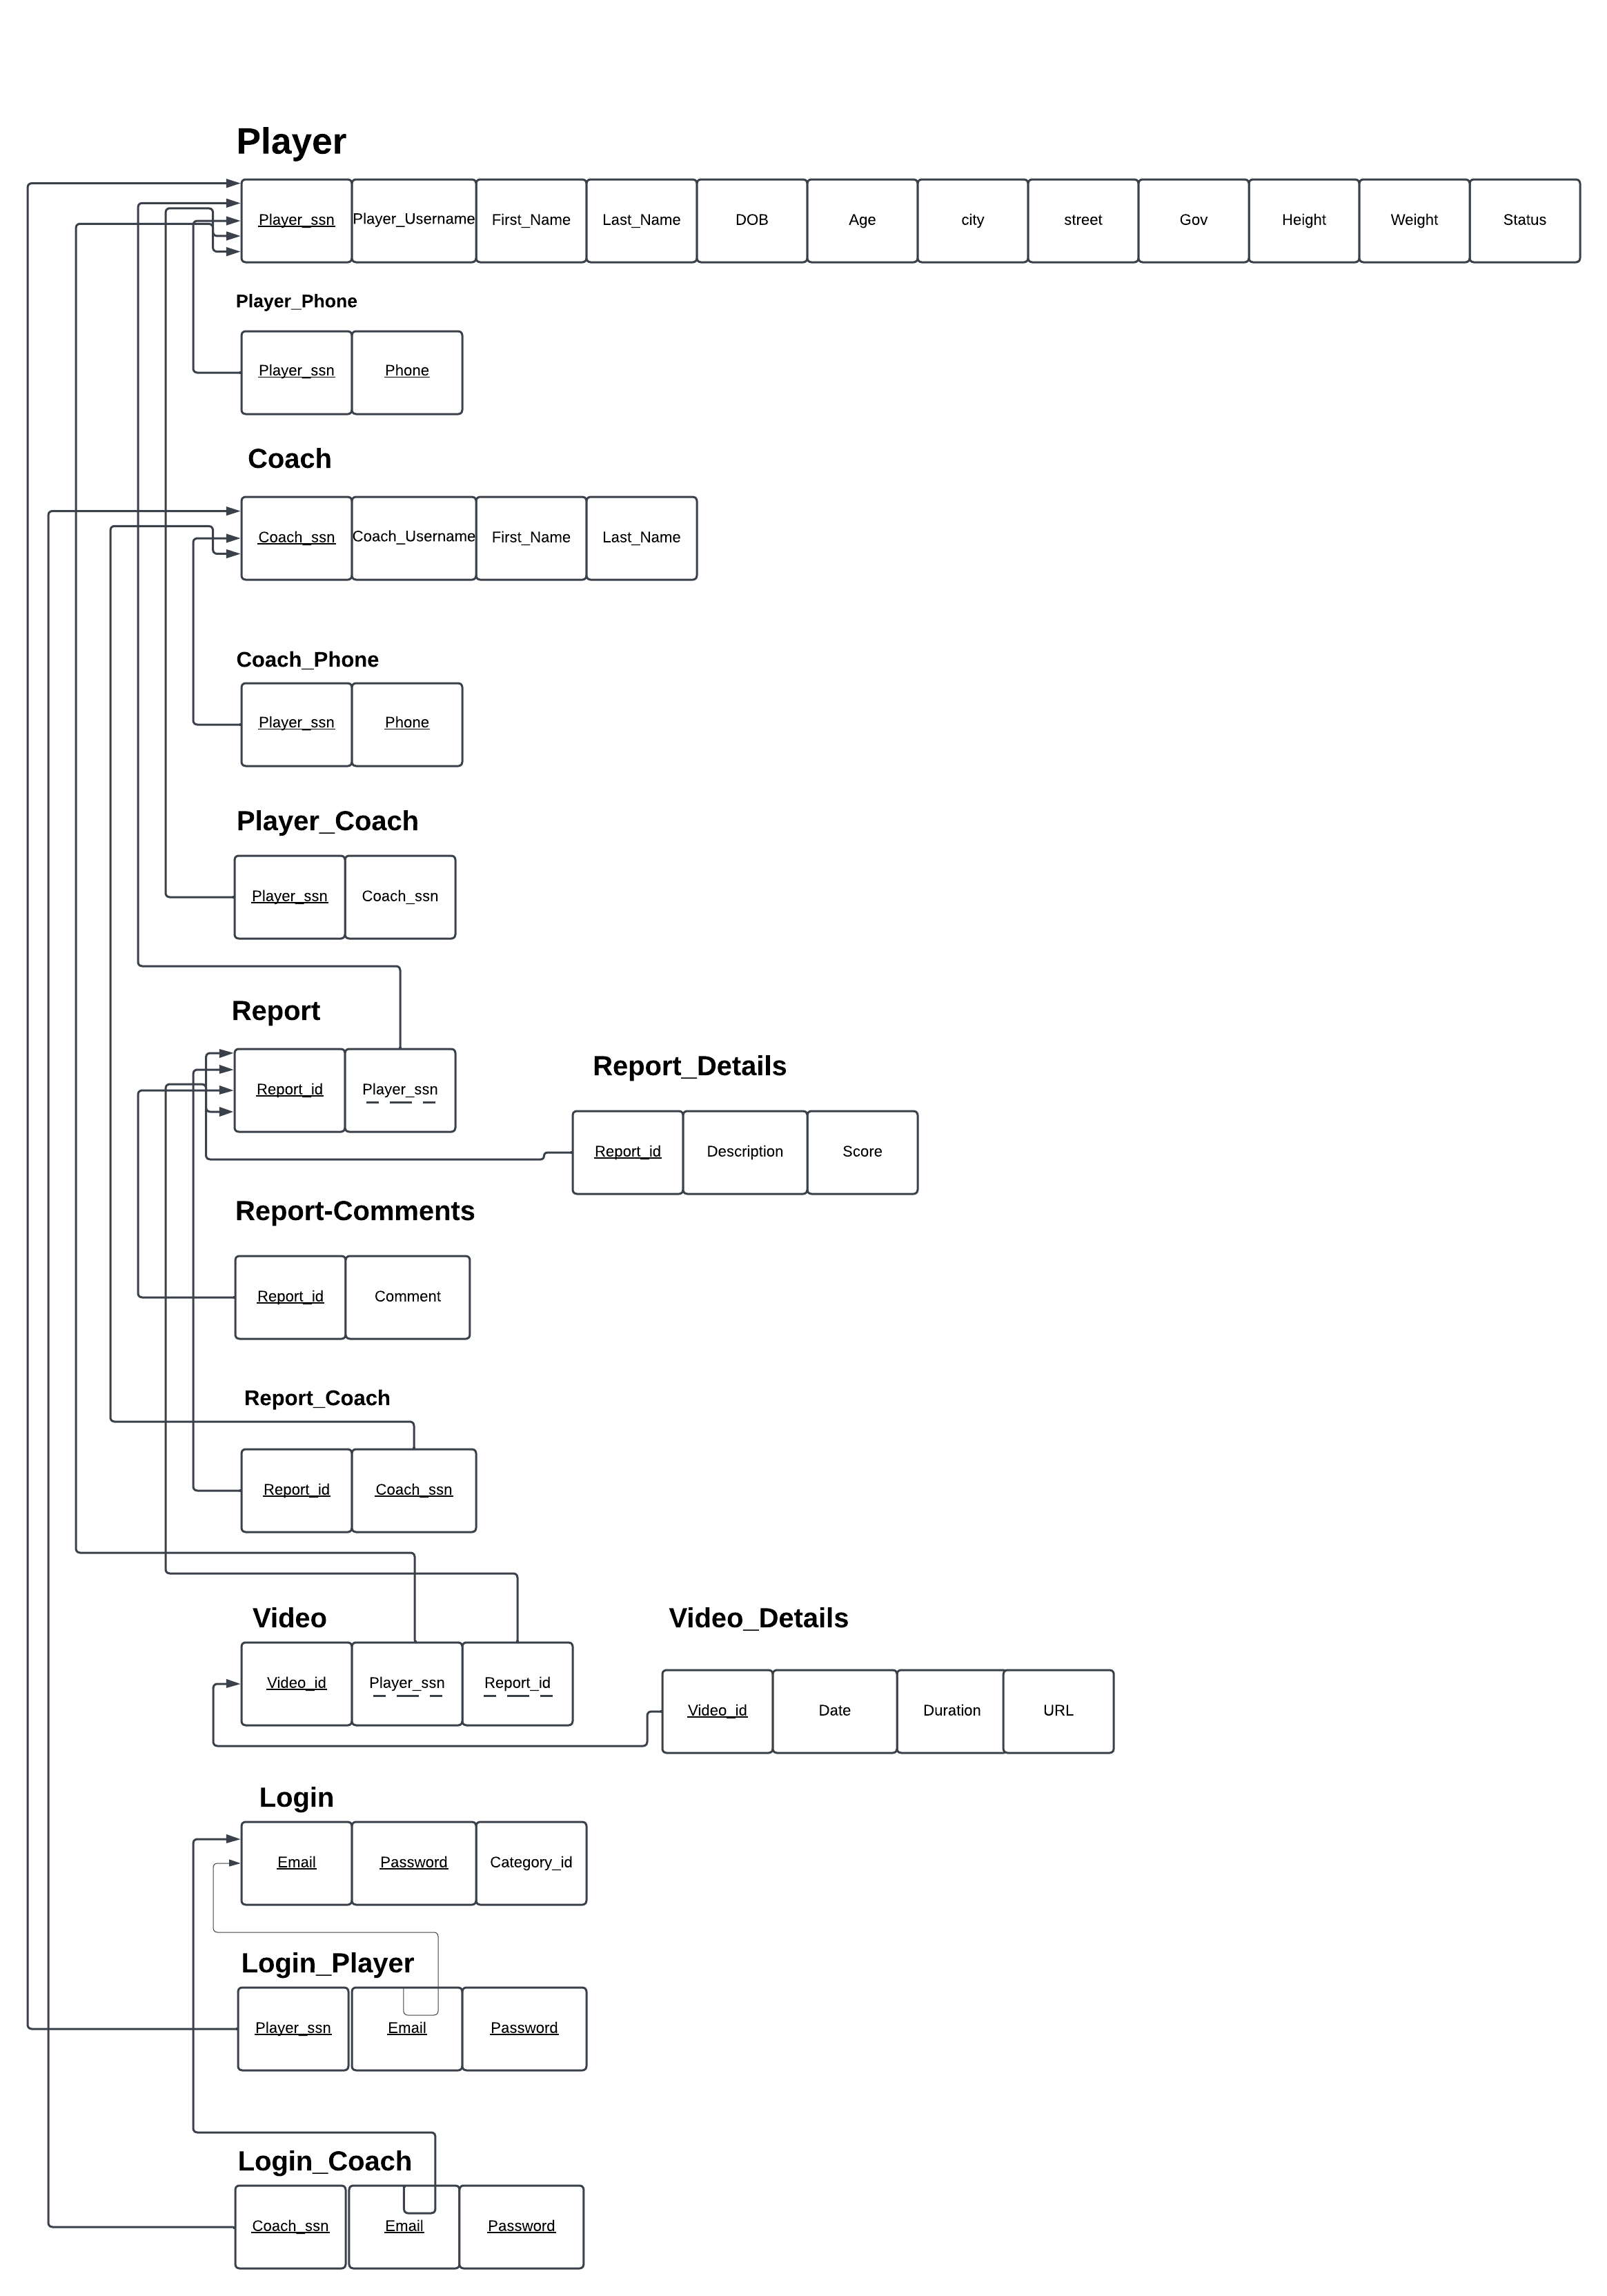 Player
Player_ssn Player_Username First_Name Last_Name DOB Age city street Gov Height Weight Status
Player_Phone
Player_ssn Phone
Coach
Coach_ssn Coach_Username First_Name Last_Name
Coach_Phone
Player_ssn Phone
Player_Coach
Player_ssn Coach_ssn
Report
Report_id Player_ssn
Report_Details
Report_id Description Score
Report-Comments
Report_id Comment
Report_Coach
Report_id Coach_ssn
Video
Video_id Player_ssn Report_id
Video_Details
Video_id Date Duration URL
Login
Email Password Category_id
Login_Player
Player_ssn Email Password
Login_Coach
Coach_ssn Email Password